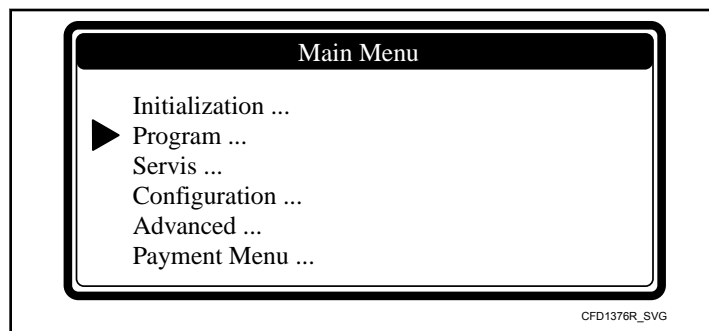 Main Menu
Initialization ...
Program ...
Servis ...
Configuration ...
Advanced ...
Payment Menu ...
CFD1376R_SVG